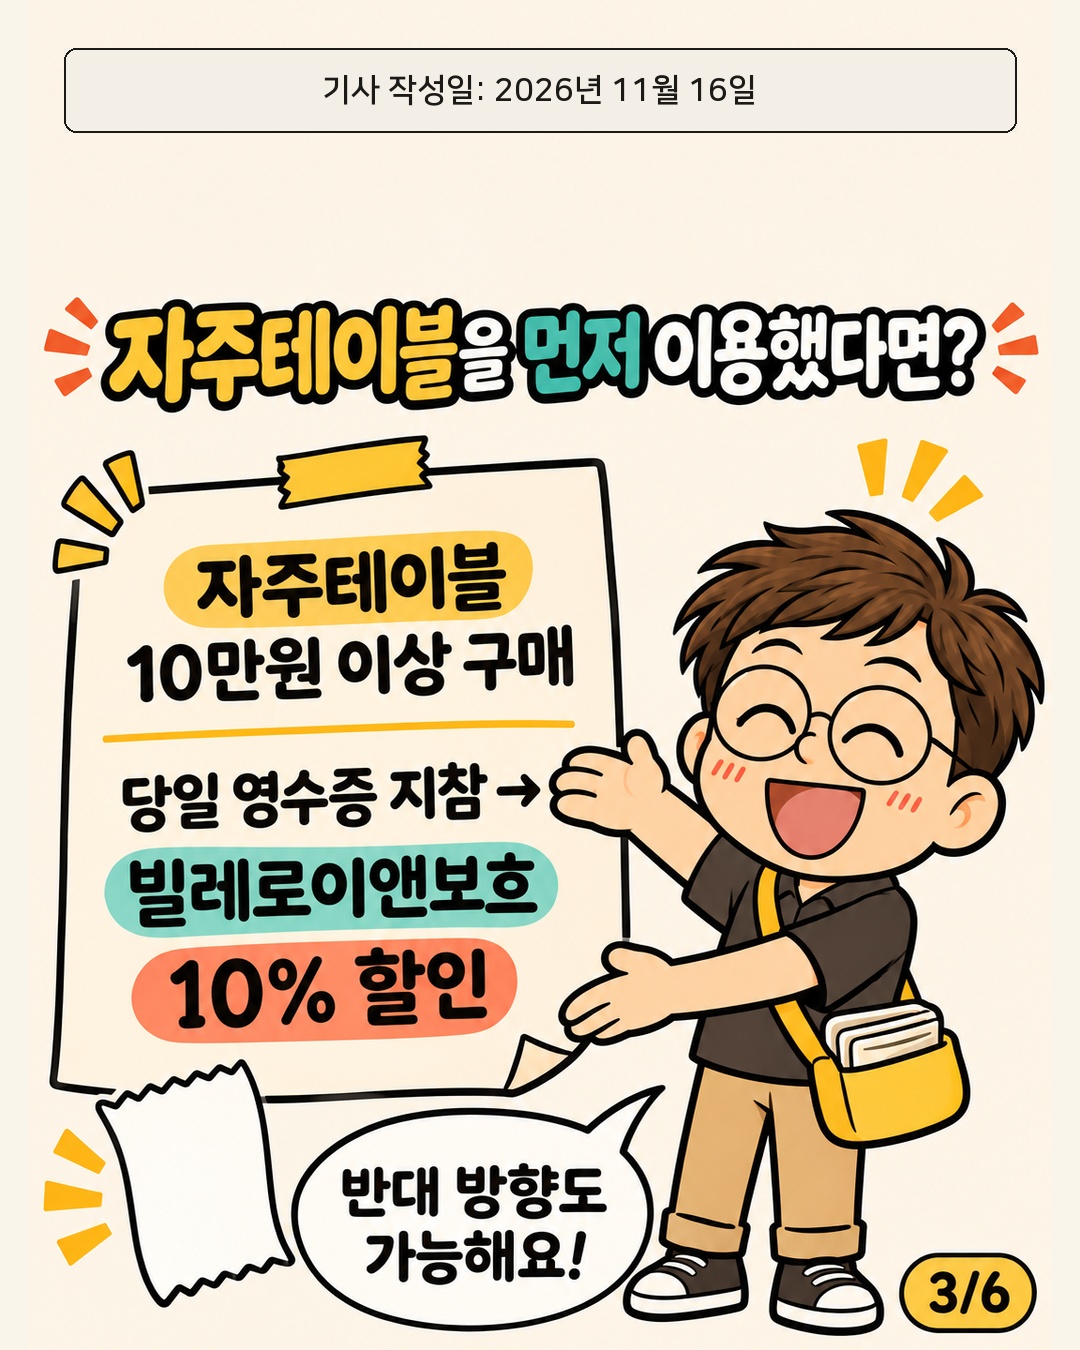 기사 작성일: 2026년 11월 16일
자주테이블을 먼저 이용했다면?
자주테이블
10만원 이상 구매
당일 영수증 지참 →
빌레로이앤보흐
10% 할인
반대 방향도
가능해요!
3/6